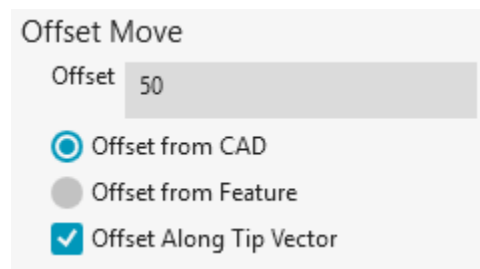 Offset Move
Offset 50
Offset from CAD
Offset from Feature
Offset Along Tip Vector